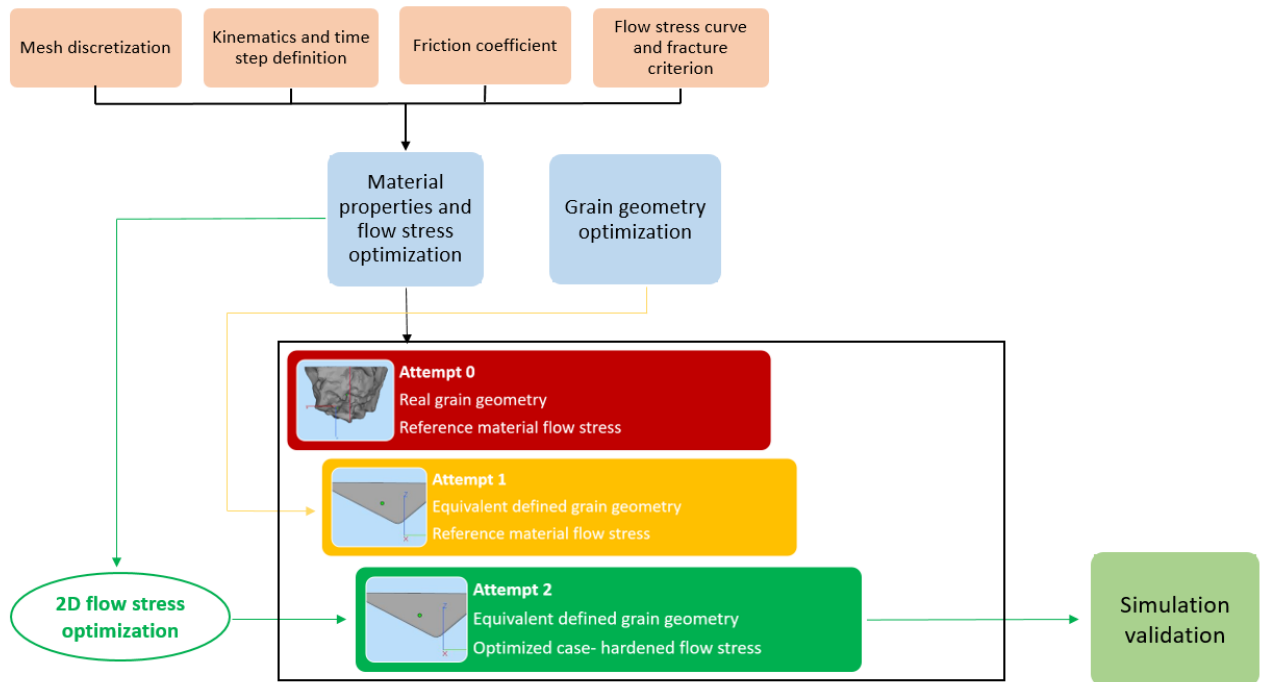 Mesh discretization
Kinematics and time
step definition
Friction coefficient
Flow stress curve
and fracture
criterion
Material
properties and
flow stress
optimization
Grain geometry
optimization
Attempt 0
Real grain geometry
Reference material flow stress
Attempt 1
Equivalent defined grain geometry
Reference material flow stress
Z
X
2D flow stress
optimization
Attempt 2
Equivalent defined grain geometry
Optimized case- hardened flow stress
Z
X
Simulation
validation